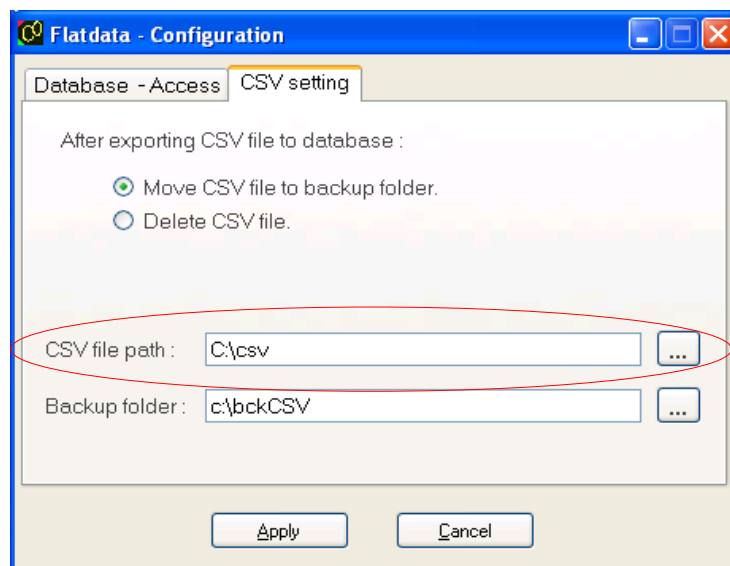 Flatdata - Configuration
Database - Access CSV setting
After exporting CSV file to database :
Move CSV file to backup folder.
Delete CSV file.
CSV file path : C:\csv ...
Backup folder : c:\bckCSV ...
Apply Cancel